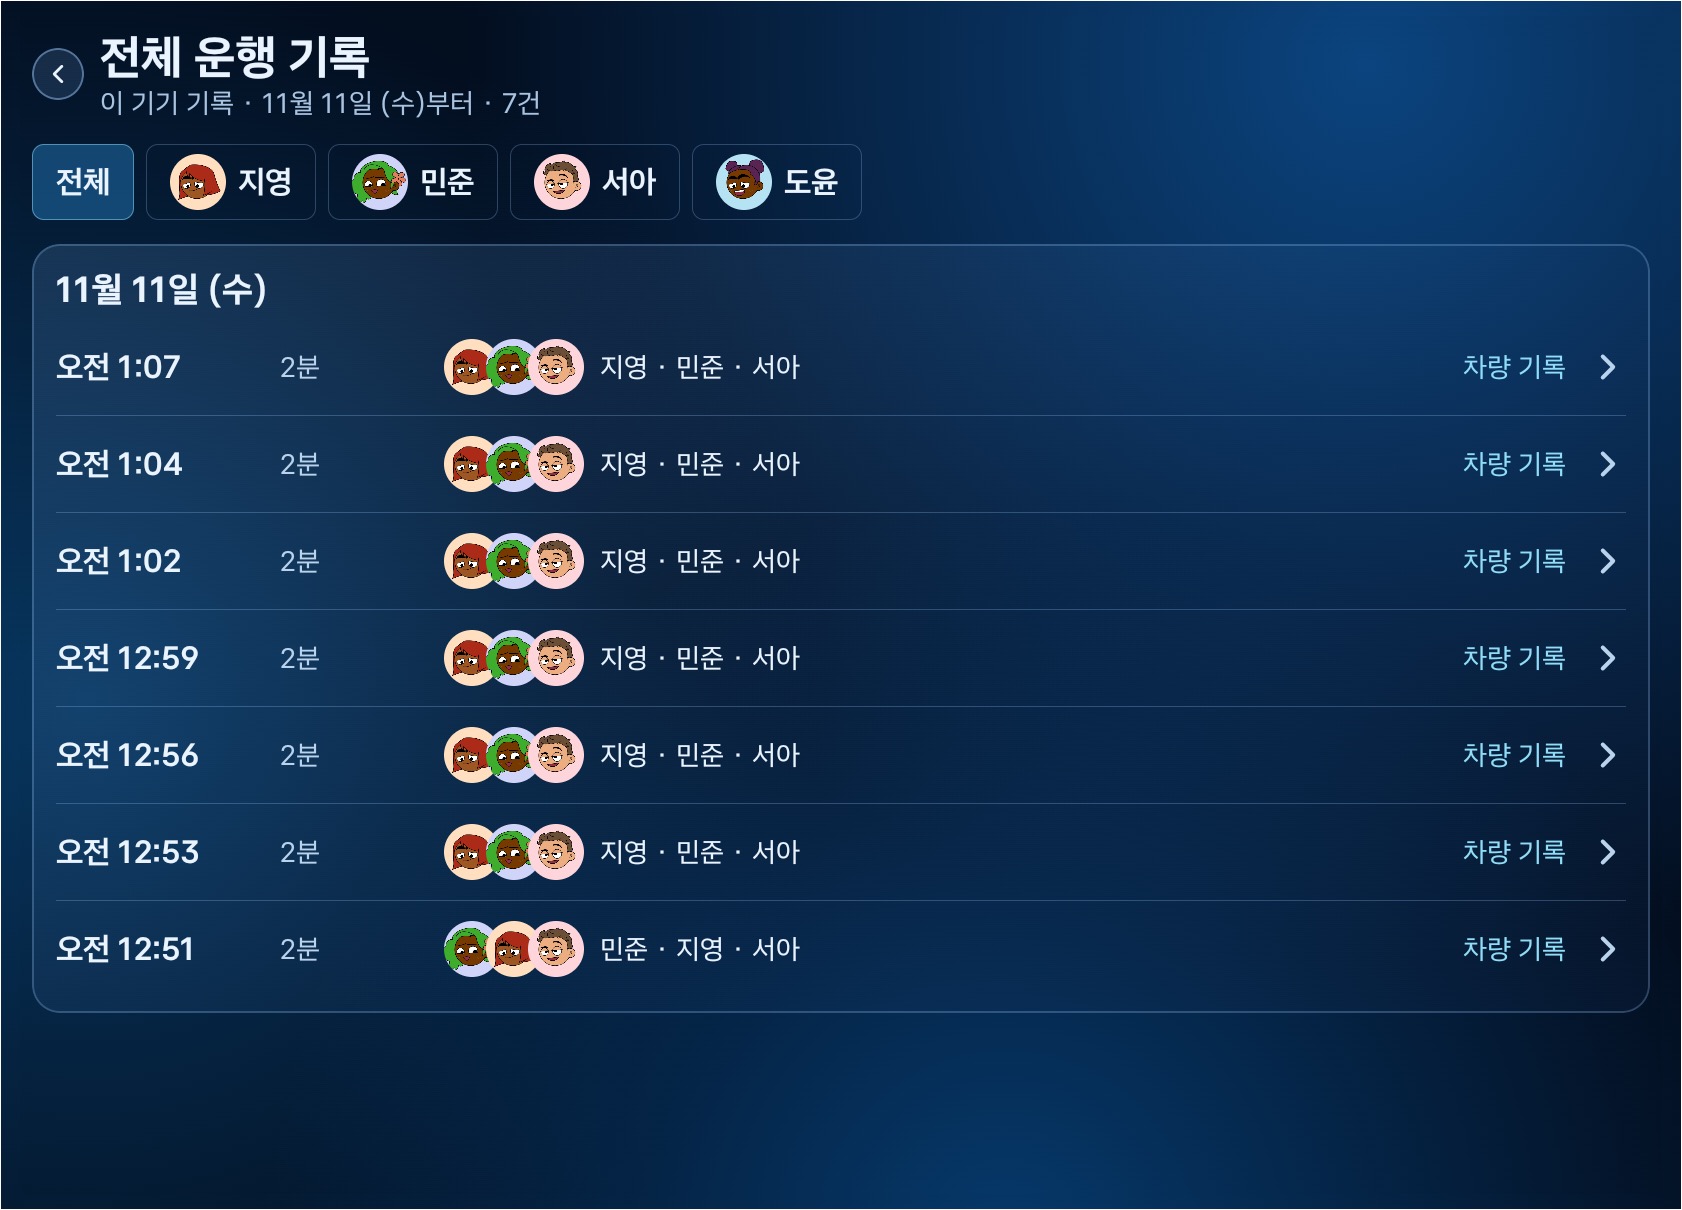 전체 운행 기록
이 기기 기록 · 11월 11일 (수)부터 · 7건
전체 지영 민준 서아 도윤
11월 11일 (수)
오전 1:07 2분 지영 · 민준 · 서아 차량 기록
오전 1:04 2분 지영 · 민준 · 서아 차량 기록
오전 1:02 2분 지영 · 민준 · 서아 차량 기록
오전 12:59 2분 지영 · 민준 · 서아 차량 기록
오전 12:56 2분 지영 · 민준 · 서아 차량 기록
오전 12:53 2분 지영 · 민준 · 서아 차량 기록
오전 12:51 2분 민준 · 지영 · 서아 차량 기록